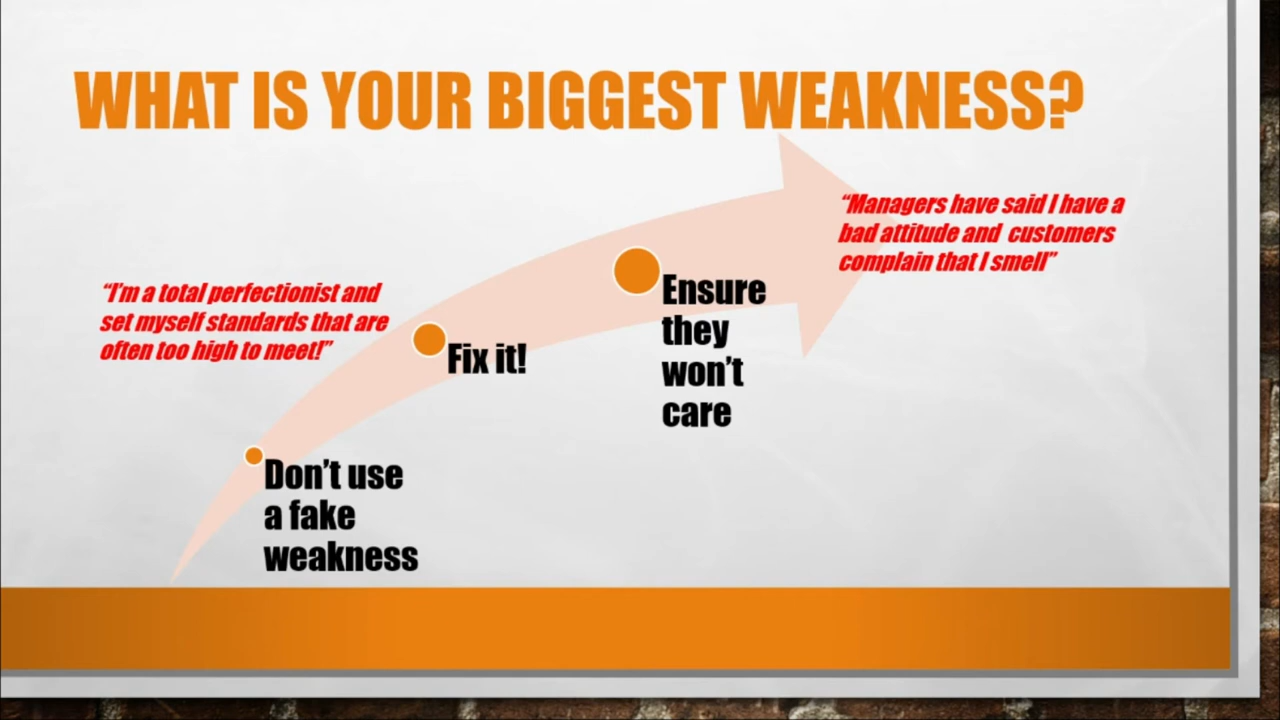 WHAT IS YOUR BIGGEST WEAKNESS?
“Managers have said I have a
bad attitude and customers
complain that I smell”
“I’m a total perfectionist and
set myself standards that are
often too high to meet!”
Ensure
they
won’t
care
Fix it!
Don’t use
a fake
weakness